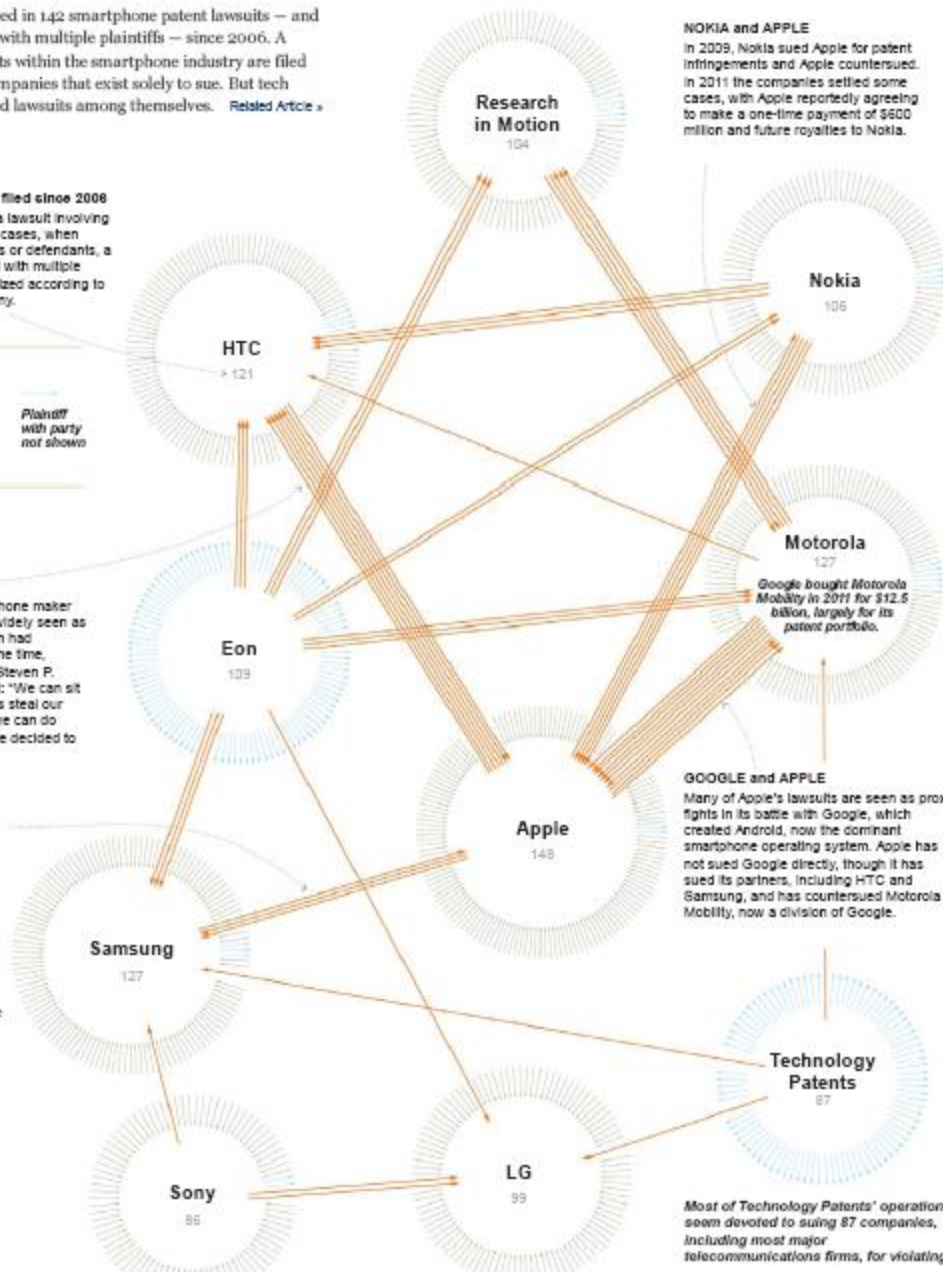 ed in 142 smartphone patent lawsuits — and
with multiple plaintiffs — since 2006. A
ts within the smartphone industry are filed
mpanies that exist solely to sue. But tech
d lawsuits among themselves. Related Article »
filed since 2006
a lawsuit involving
cases, when
s or defendants, a
with multiple
ized according to
ny.
Plaintiff
with party
not shown
hone maker
widely seen as
h had
ne time,
Steven P.
: "We can sit
s steal our
we can do
e decided to
Research
in Motion
104
NOKIA and APPLE
In 2009, Nokia sued Apple for patent
infringements and Apple countersued.
In 2011 the companies settled some
cases, with Apple reportedly agreeing
to make a one-time payment of $600
million and future royalties to Nokia.
HTC
121
Nokia
106
Motorola
127
Google bought Motorola
Mobility in 2011 for $12.5
billion, largely for its
patent portfolio.
Eon
109
Apple
148
GOOGLE and APPLE
Many of Apple's lawsuits are seen as prox
fights in its battle with Google, which
created Android, now the dominant
smartphone operating system. Apple has
not sued Google directly, though it has
sued its partners, including HTC and
Samsung, and has countersued Motorola
Mobility, now a division of Google.
Samsung
127
Technology
Patents
87
Sony
LG
99
Most of Technology Patents' operation
seem devoted to suing 87 companies,
including most major
telecommunications firms, for violating